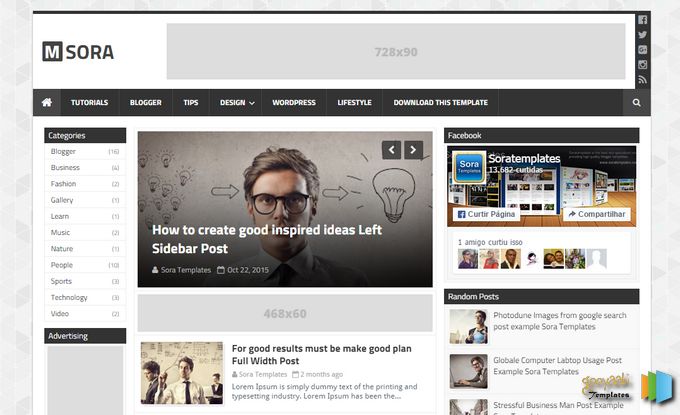 M SORA
728x90
TUTORIALS BLOGGER TIPS DESIGN WORDPRESS LIFESTYLE DOWNLOAD THIS TEMPLATE
Categories
Blogger (16)
Business (4)
Fashion (2)
Gallery (1)
Learn (1)
Music (2)
Nature (1)
People (10)
Sports (3)
Technology (3)
Video (2)
Advertring
How to create good inspired ideas Left
Sidebar Post
Sora Templates Oct 22, 2015
468x60
For good results must be make good plan
Full Width Post
Sora Templates 2 months ago
Lorem Ipsum is simply dummy text of the printing and
typesetting industry. Lorem Ipsum has been the...
Facebook
Sora
Templates
Soratemplates
13.682 curtidas
Curtir Página Compartilhar
1 amigo curtiu isso
Random Posts
Photodune Images from google search
post example Sora Templates
Globale Computer Labtop Usage Post
Example Sora Templates
Stressful Business Man Post Example
Sora Templates
gooyaabi
Templates